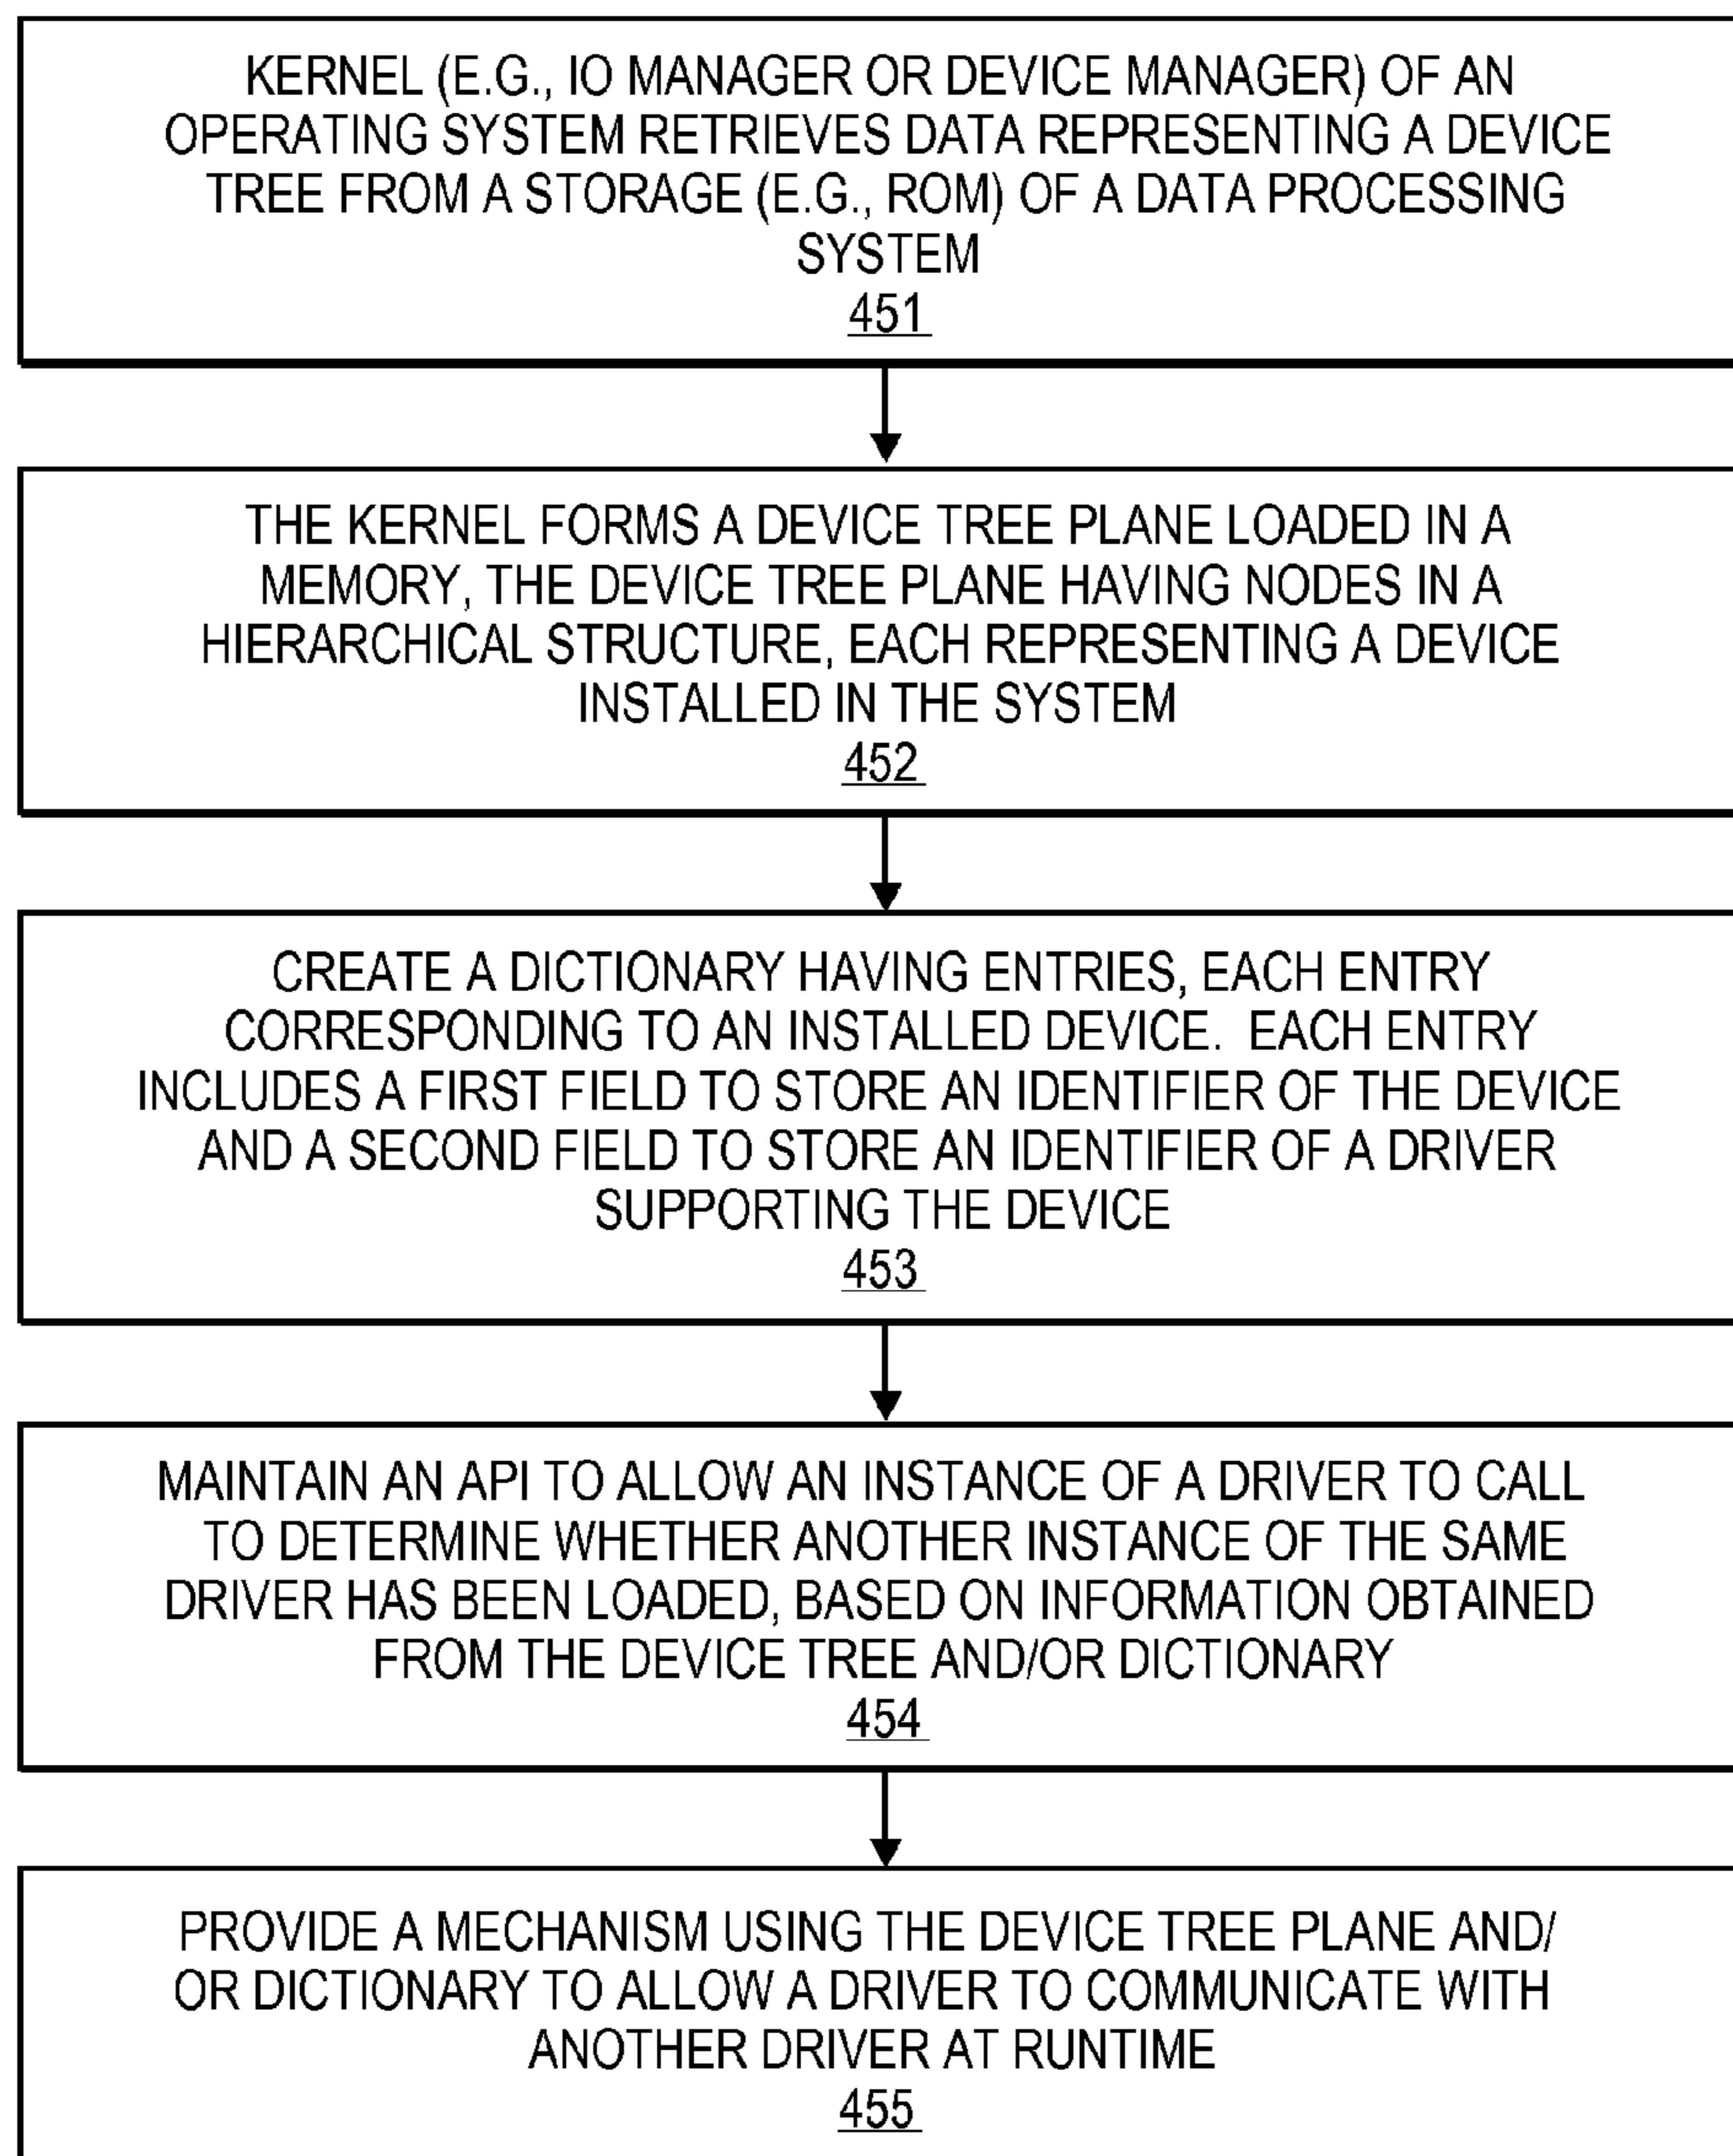 KERNEL (E.G., IO MANAGER OR DEVICE MANAGER) OF AN
OPERATING SYSTEM RETRIEVES DATA REPRESENTING A DEVICE
TREE FROM A STORAGE (E.G., ROM) OF A DATA PROCESSING
SYSTEM
451
THE KERNEL FORMS A DEVICE TREE PLANE LOADED IN A
MEMORY, THE DEVICE TREE PLANE HAVING NODES IN A
HIERARCHICAL STRUCTURE, EACH REPRESENTING A DEVICE
INSTALLED IN THE SYSTEM
452
CREATE A DICTIONARY HAVING ENTRIES, EACH ENTRY
CORRESPONDING TO AN INSTALLED DEVICE. EACH ENTRY
INCLUDES A FIRST FIELD TO STORE AN IDENTIFIER OF THE DEVICE
AND A SECOND FIELD TO STORE AN IDENTIFIER OF A DRIVER
SUPPORTING THE DEVICE
453
MAINTAIN AN API TO ALLOW AN INSTANCE OF A DRIVER TO CALL
TO DETERMINE WHETHER ANOTHER INSTANCE OF THE SAME
DRIVER HAS BEEN LOADED, BASED ON INFORMATION OBTAINED
FROM THE DEVICE TREE AND/OR DICTIONARY
454
PROVIDE A MECHANISM USING THE DEVICE TREE PLANE AND/
OR DICTIONARY TO ALLOW A DRIVER TO COMMUNICATE WITH
ANOTHER DRIVER AT RUNTIME
455